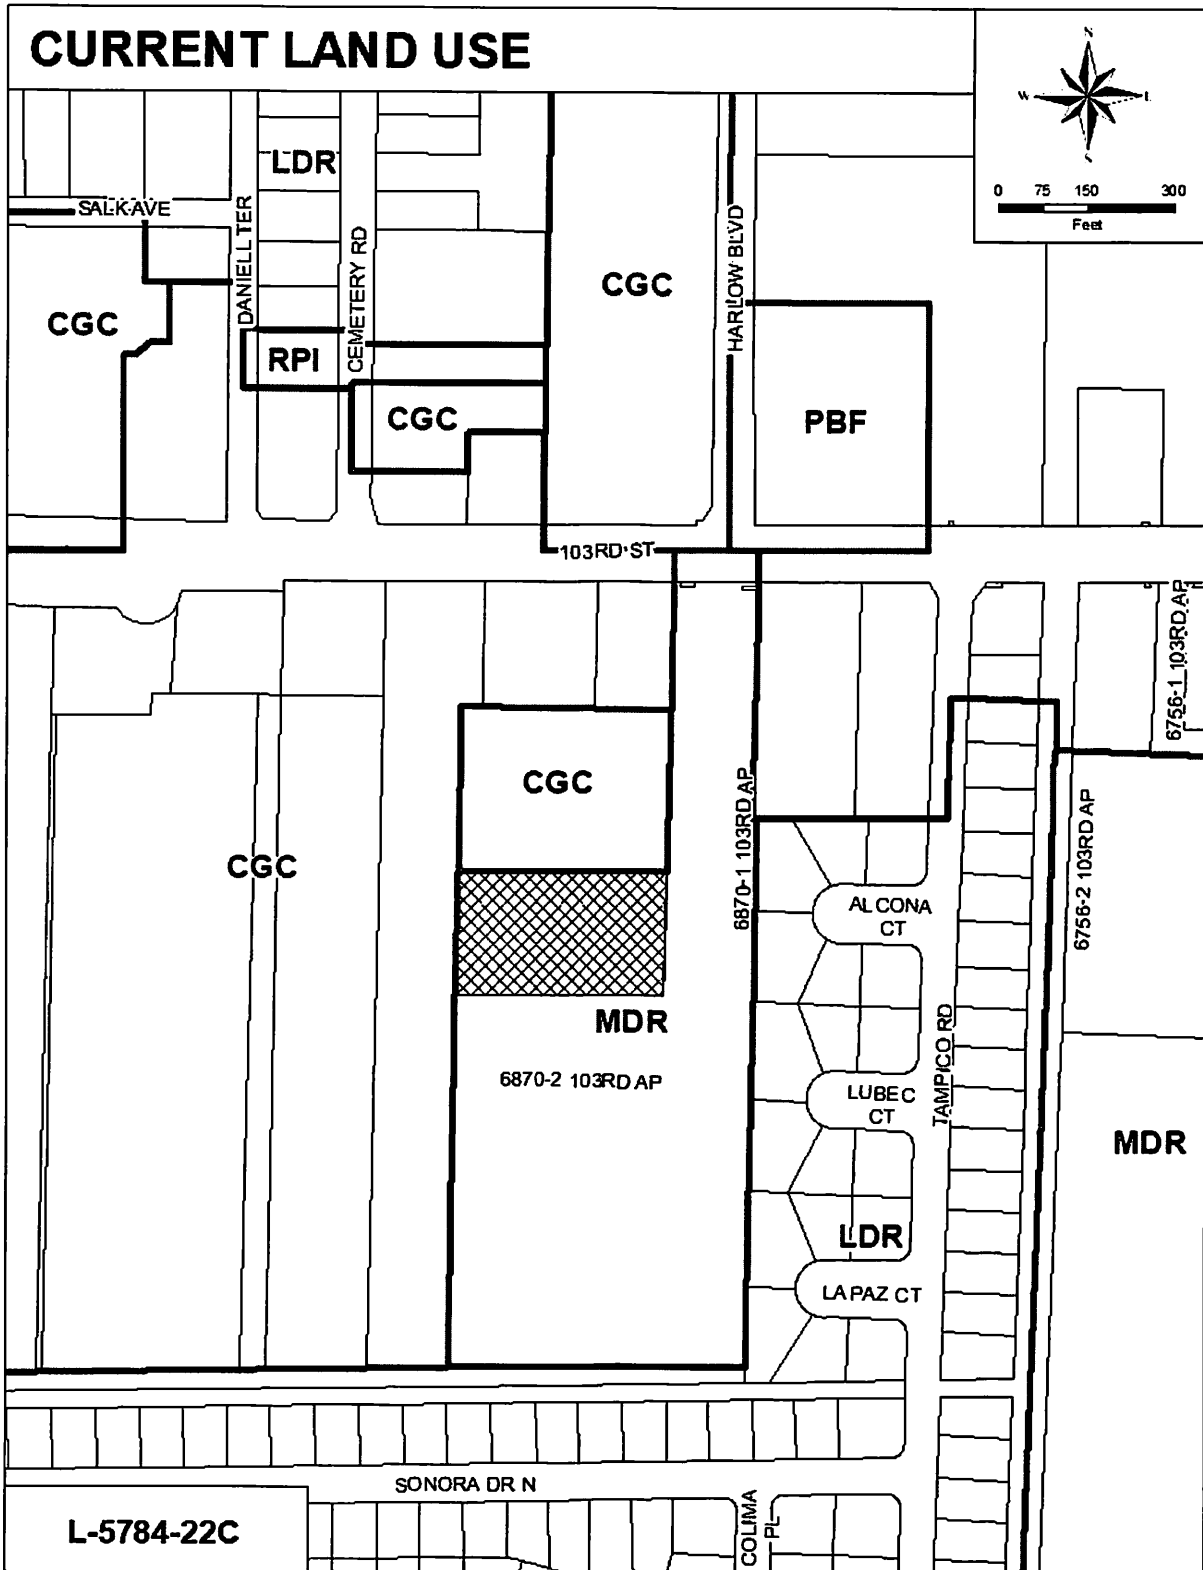 CURRENT LAND USE
N
W
E
S
0 75 150 300
Feet
LDR
SALK AVE
DANIELL TER
CEMETERY RD
HARLOW BLVD
CGC
CGC
RPI
CGC
PBF
103RD ST
6756-1 103RD AP
CGC
6870-1 103RD AP
6756-2 103RD AP
CGC
ALCONA
CT
MDR
TAMPICO RD
6870-2 103RD AP
LUBEC
CT
MDR
LDR
LA PAZ CT
SONORA DR N
COLIMA
PL
L-5784-22C